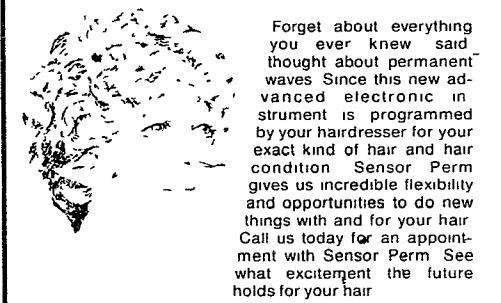 Forget about everything
you ever knew said
thought about permanent
waves Since this new ad-
vanced electronic in
strument is programmed
by your hairdresser for your
exact kind of hair and hair
condition Sensor Perm
gives us incredible flexibility
and opportunities to do new
things with and for your hair
Call us today for an appoint-
ment with Sensor Perm See
what excitement the future
holds for your hair